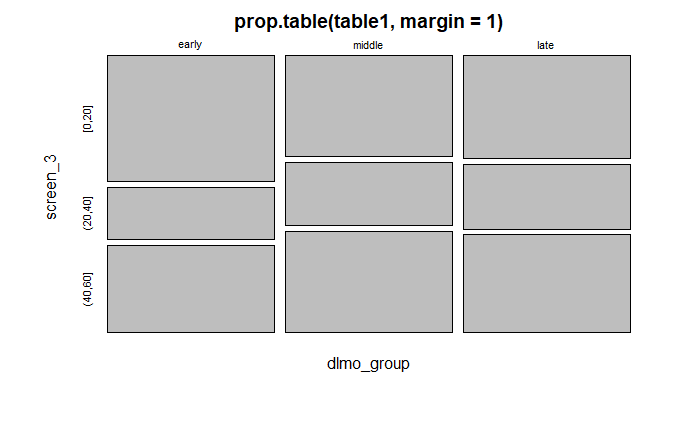 prop.table(table1, margin = 1)
early middle late
[0,20]
(20,40]
(40,60]
screen_3
dlmo_group